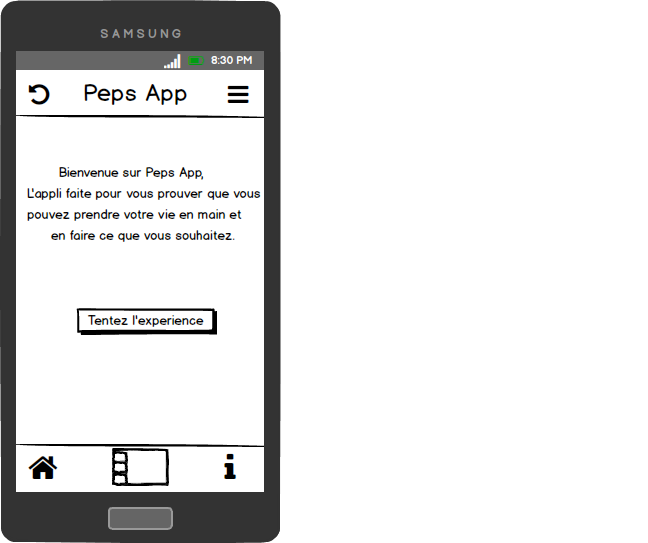 SAMSUNG
8:30 PM
Peps App
Bienvenue sur Peps App,
L'appli faite pour vous prouver que vous
pouvez prendre votre vie en main et
en faire ce que vous souhaitez.
Tentez l'experience